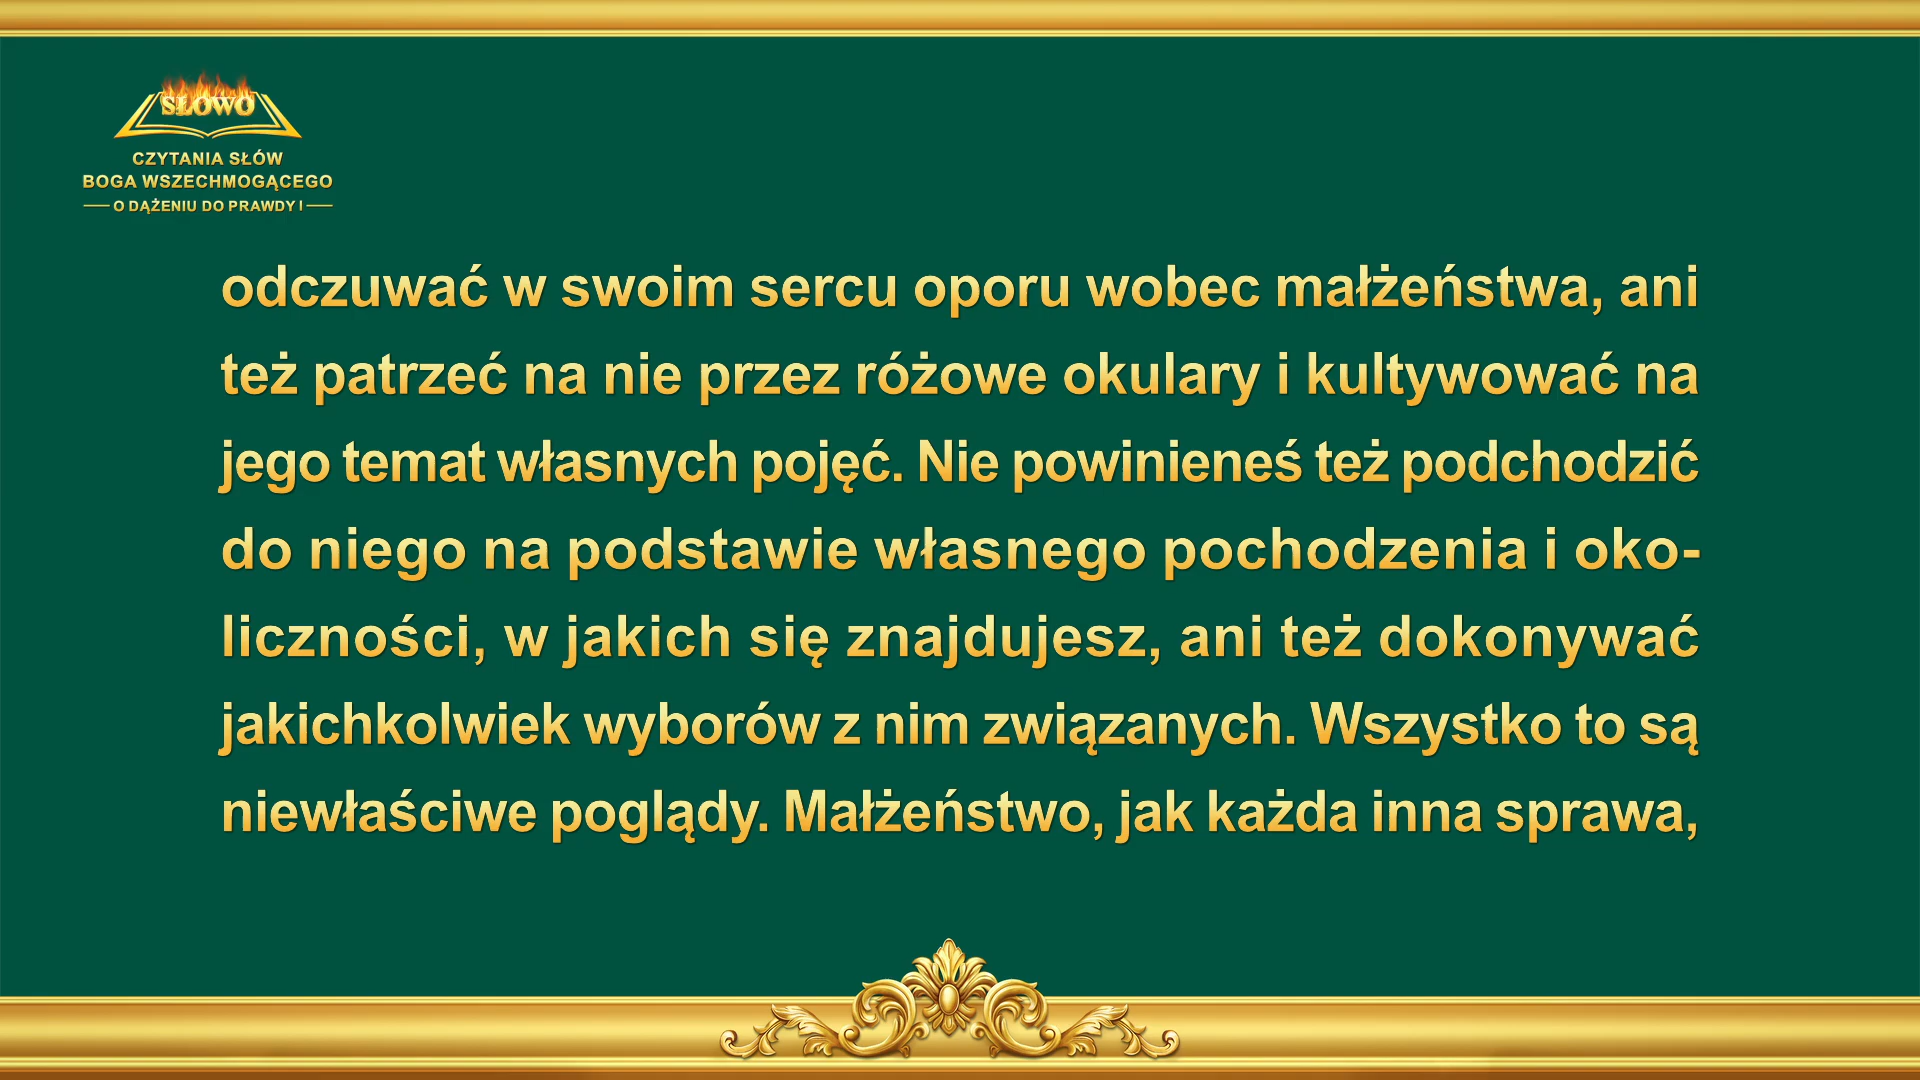 SŁOWO
CZYTANIA SŁÓW
BOGA WSZECHMOGĄCEGO
O DĄŻENIU DO PRAWDY I
odczuwać w swoim sercu oporu wobec małżeństwa, ani
też patrzeć na nie przez różowe okulary i kultywować na
jego temat własnych pojęć. Nie powinieneś też podchodzić
do niego na podstawie własnego pochodzenia i oko-
liczności, w jakich się znajdujesz, ani też dokonywać
jakichkolwiek wyborów z nim związanych. Wszystko to są
niewłaściwe poglądy. Małżeństwo, jak każda inna sprawa,